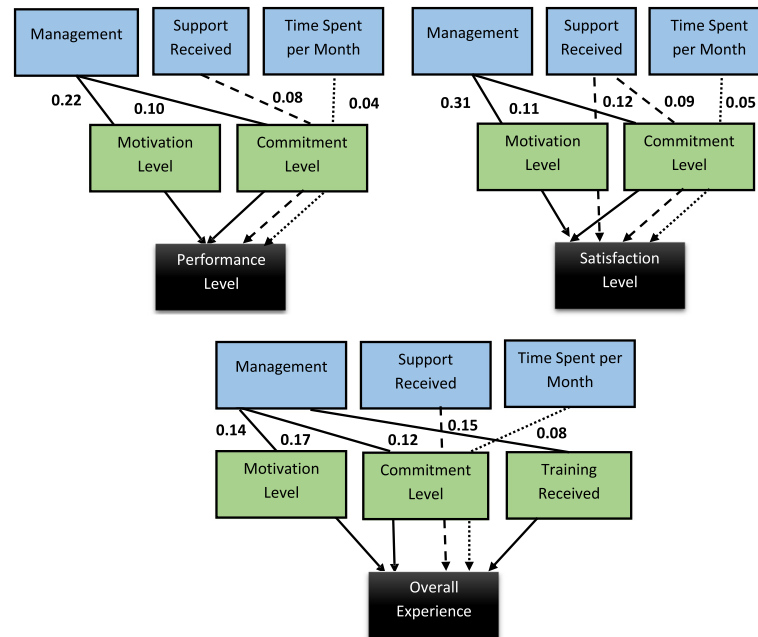 Management
Support
Received
Time Spent
per Month
0.22
0.10
0.08
0.04
Motivation
Level
Commitment
Level
Performance
Level
Management
Support
Received
Time Spent
per Month
0.31
0.11
0.12
0.09
0.05
Motivation
Level
Commitment
Level
Satisfaction
Level
Management
Support
Received
Time Spent per
Month
0.14
0.17
0.12
0.15
0.08
Motivation
Level
Commitment
Level
Training
Received
Overall
Experience